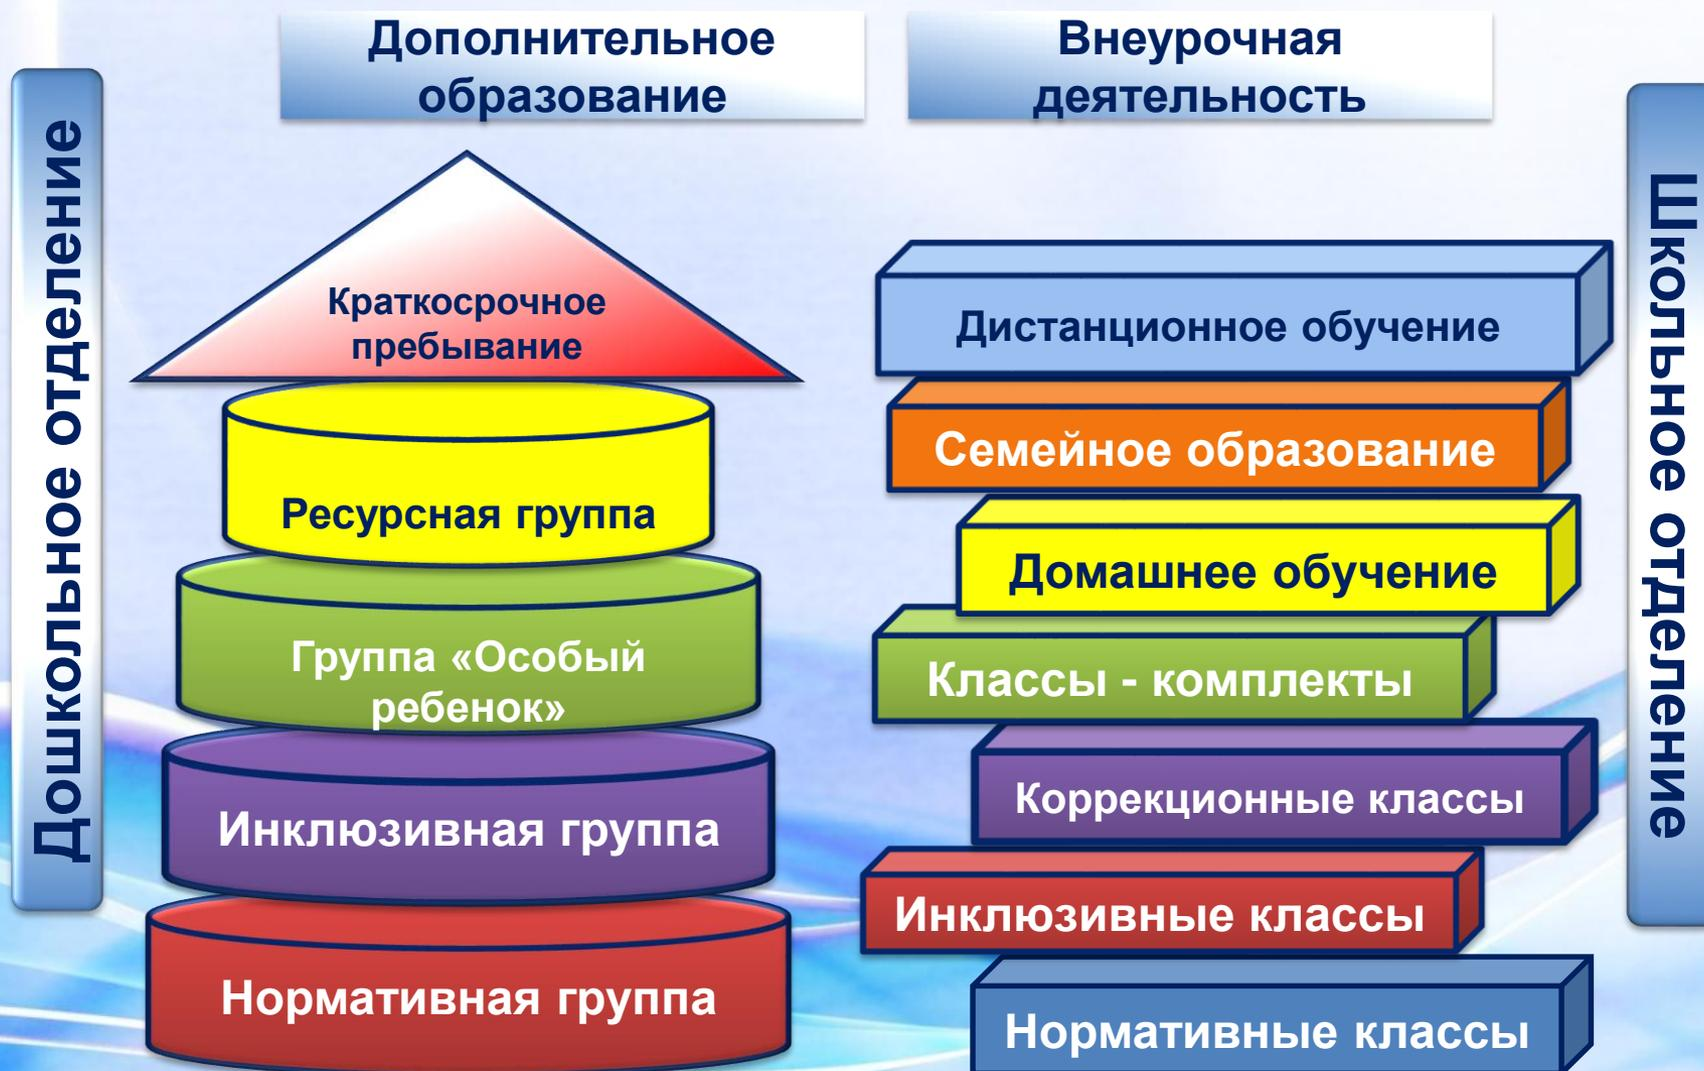 Дополнительное
образование
Внеурочная
деятельность
Дошкольное отделение
Краткосрочное
пребывание
Ресурсная группа
Группа «Особый
ребенок»
Инклюзивная группа
Нормативная группа
Дистанционное обучение
Семейное образование
Домашнее обучение
Классы - комплекты
Коррекционные классы
Инклюзивные классы
Нормативные классы
Школьное отделение